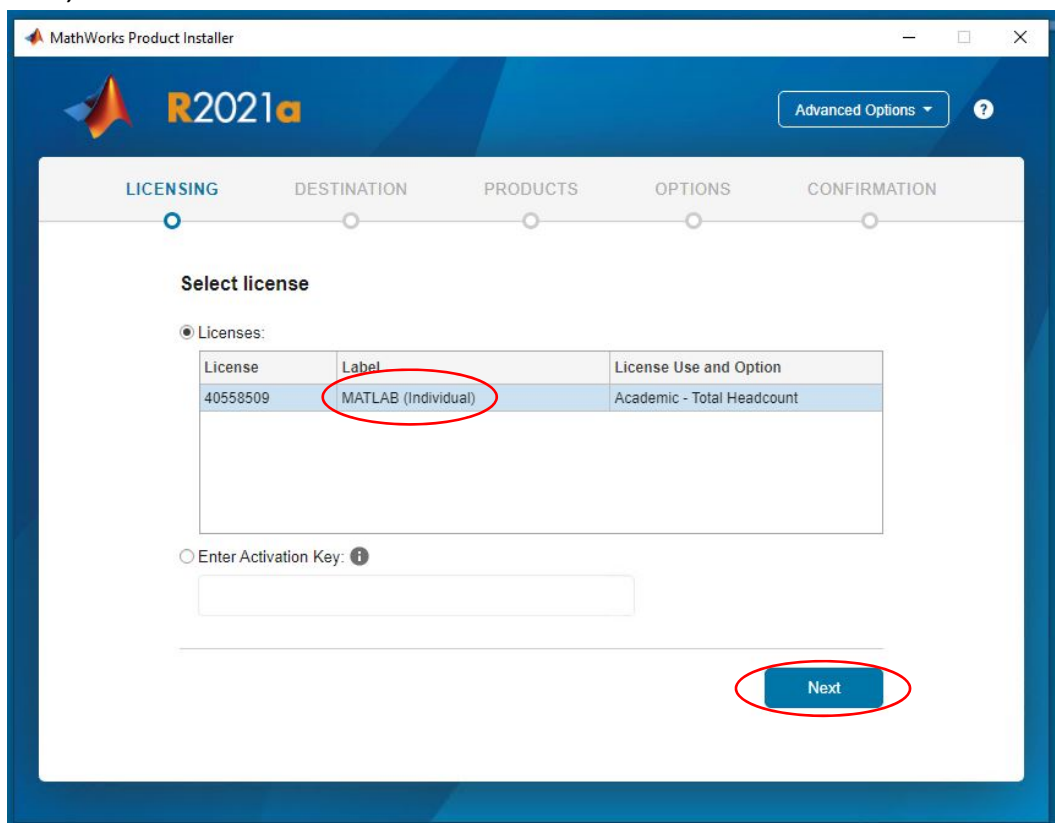 MathWorks Product Installer
R2021a
Advanced Options
?
LICENSING DESTINATION PRODUCTS OPTIONS CONFIRMATION
Select license
Licenses:
License Label License Use and Option
40558509 MATLAB (Individual) Academic - Total Headcount
Enter Activation Key: i
Next